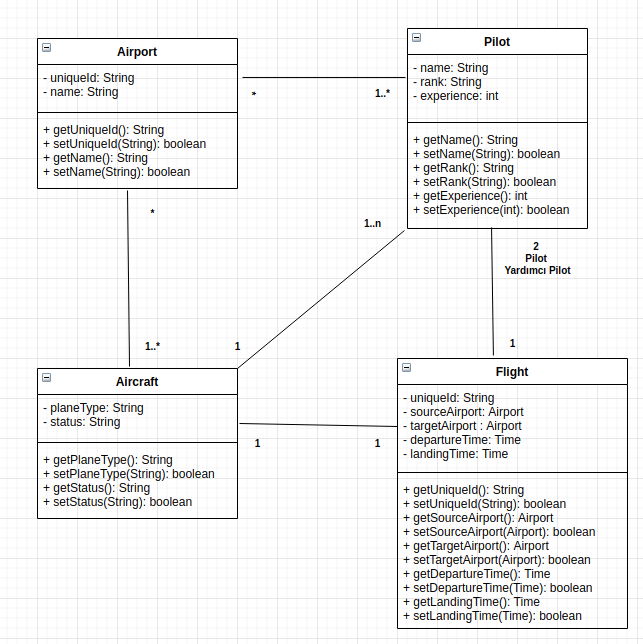 Airport
- uniqueId: String
- name: String
+ getUniqueId(): String
+ setUniqueId(String): boolean
+ getName(): String
+ setName(String): boolean
*
1..*
Pilot
- name: String
- rank: String
- experience: int
+ getName(): String
+ setName(String): boolean
+ getRank(): String
+ setRank(String): boolean
+ getExperience(): int
+ setExperience(int): boolean
*
1..*
1..n
1
2
Pilot
Yardımcı Pilot
1
Aircraft
- planeType: String
- status: String
+ getPlaneType(): String
+ setPlaneType(String): boolean
+ getStatus(): String
+ setStatus(String): boolean
1
1
Flight
- uniqueId: String
- sourceAirport: Airport
- targetAirport : Airport
- departureTime: Time
- landingTime: Time
+ getUniqueId(): String
+ setUniqueId(String): boolean
+ getSourceAirport(): Airport
+ setSourceAirport(Airport): boolean
+ getTargetAirport(): Airport
+ setTargetAirport(Airport): boolean
+ getDepartureTime(): Time
+ setDepartureTime(Time): boolean
+ getLandingTime(): Time
+ setLandingTime(Time): boolean